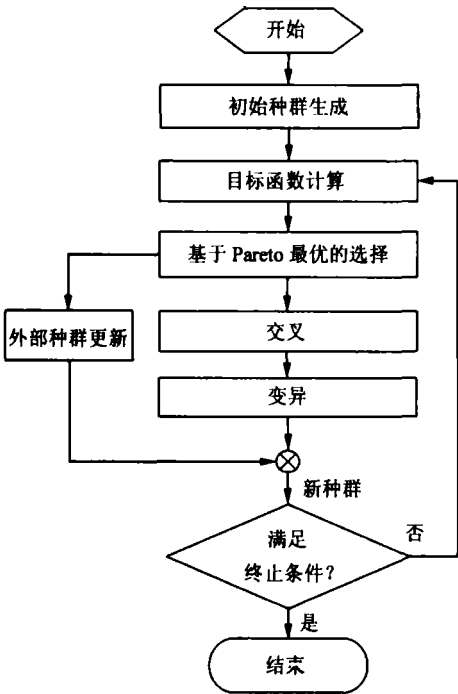 开始
初始种群生成
目标函数计算
基于 Pareto 最优的选择
外部种群更新
交叉
变异
新种群
满足
终止条件?
否
是
结束